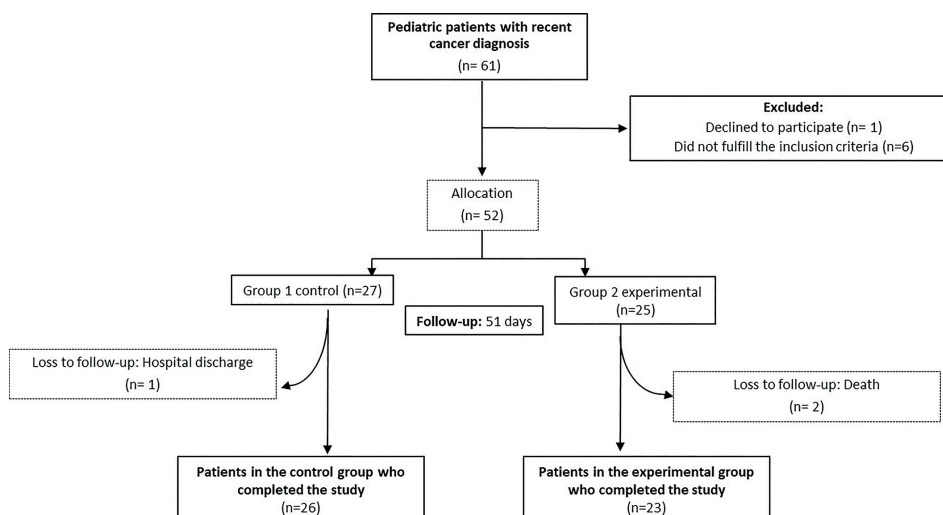 Pediatric patients with recent
cancer diagnosis
(n= 61)
Excluded:
Declined to participate (n= 1)
Did not fulfill the inclusion criteria (n=6)
Allocation
(n= 52)
Group 1 control (n=27)
Group 2 experimental
(n=25)
Follow-up: 51 days
Loss to follow-up: Hospital discharge
(n= 1)
Loss to follow-up: Death
(n= 2)
Patients in the control group who
completed the study
(n=26)
Patients in the experimental group
who completed the study
(n=23)